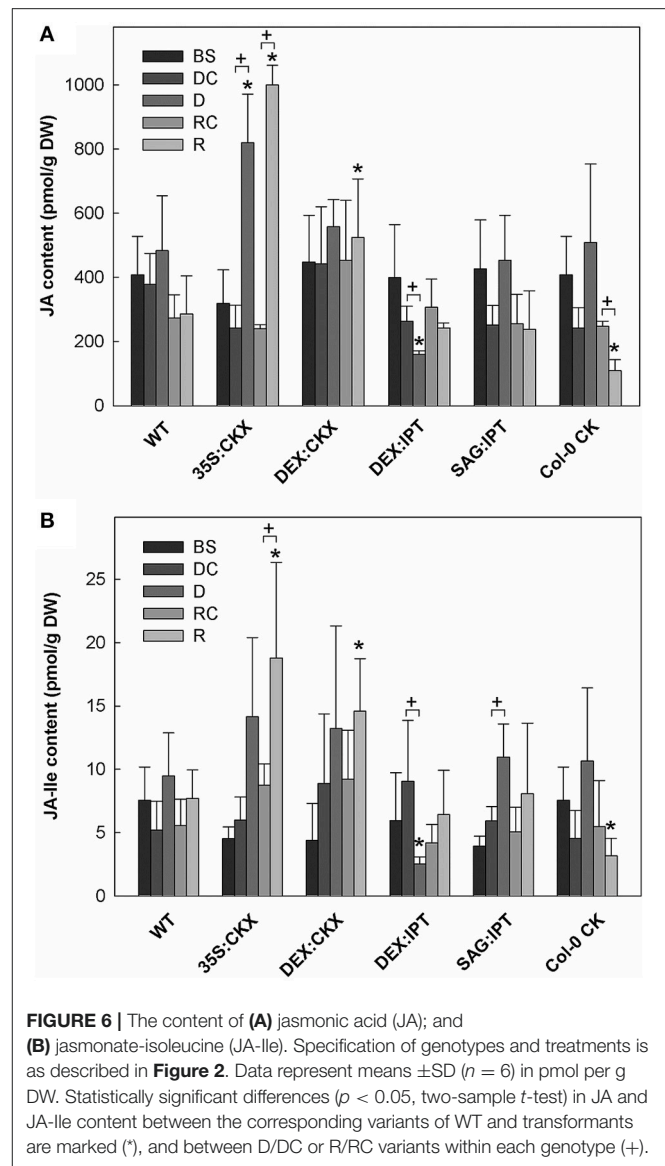 A
BS
DC
D
RC
R
JA content (pmol/g DW)
1000
800
600
400
200
0
+
*
+
*
*
+
*
+
*
WT
35S:CKX
DEX:CKX
DEX:IPT
SAG:IPT
Col-0 CK
B
BS
DC
D
RC
R
JA-Ile content (pmol/g DW)
25
20
15
10
5
0
+
*
*
+
*
+
*
WT
35S:CKX
DEX:CKX
DEX:IPT
SAG:IPT
Col-0 CK
FIGURE 6 | The content of (A) jasmonic acid (JA); and
(B) jasmonate-isoleucine (JA-Ile). Specification of genotypes and treatments is
as described in Figure 2. Data represent means ±SD (n = 6) in pmol per g
DW. Statistically significant differences (p < 0.05, two-sample t-test) in JA and
JA-Ile content between the corresponding variants of WT and transformants
are marked (*), and between D/DC or R/RC variants within each genotype (+).